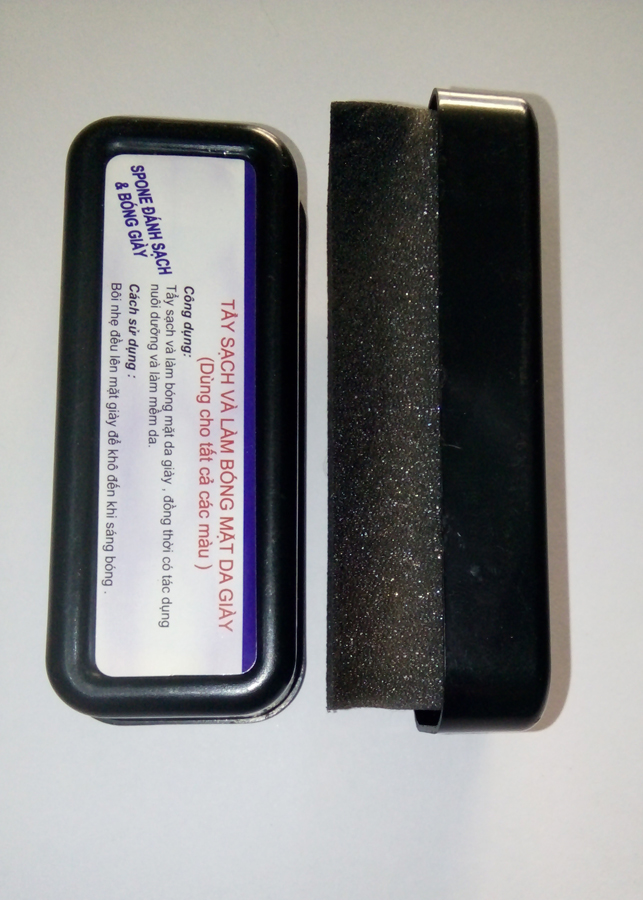 SPONE ĐÁNH SẠCH
& BÓNG GIÀY
TẨY SẠCH VÀ LÀM BÓNG MẶT DA GIÀY
(Dùng cho tất cả các màu )
Công dụng:
Tẩy sạch và làm bóng mặt da giày , đồng thời có tác dụng
nuôi dưỡng và làm mềm da.
Cách sử dụng :
Bôi nhẹ đều lên mặt giày để khô đến khi sáng bóng .